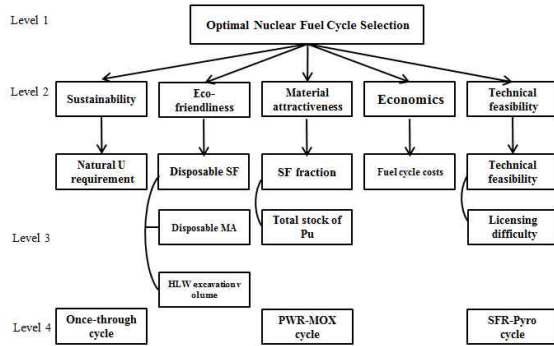 Level 1
Optimal Nuclear Fuel Cycle Selection
Level 2
Sustainability
Eco-
friendliness
Material
attractiveness
Economics
Technical
feasibility
Natural U
requirement
Disposable SF
SF fraction
Fuel cycle costs
Technical
feasibility
Disposable MA
Total stock of
Pu
Licensing
difficulty
Level 3
HLW excavation v
olume
Level 4
Once-through
cycle
PWR-MOX
cycle
SFR-Pyro
cycle